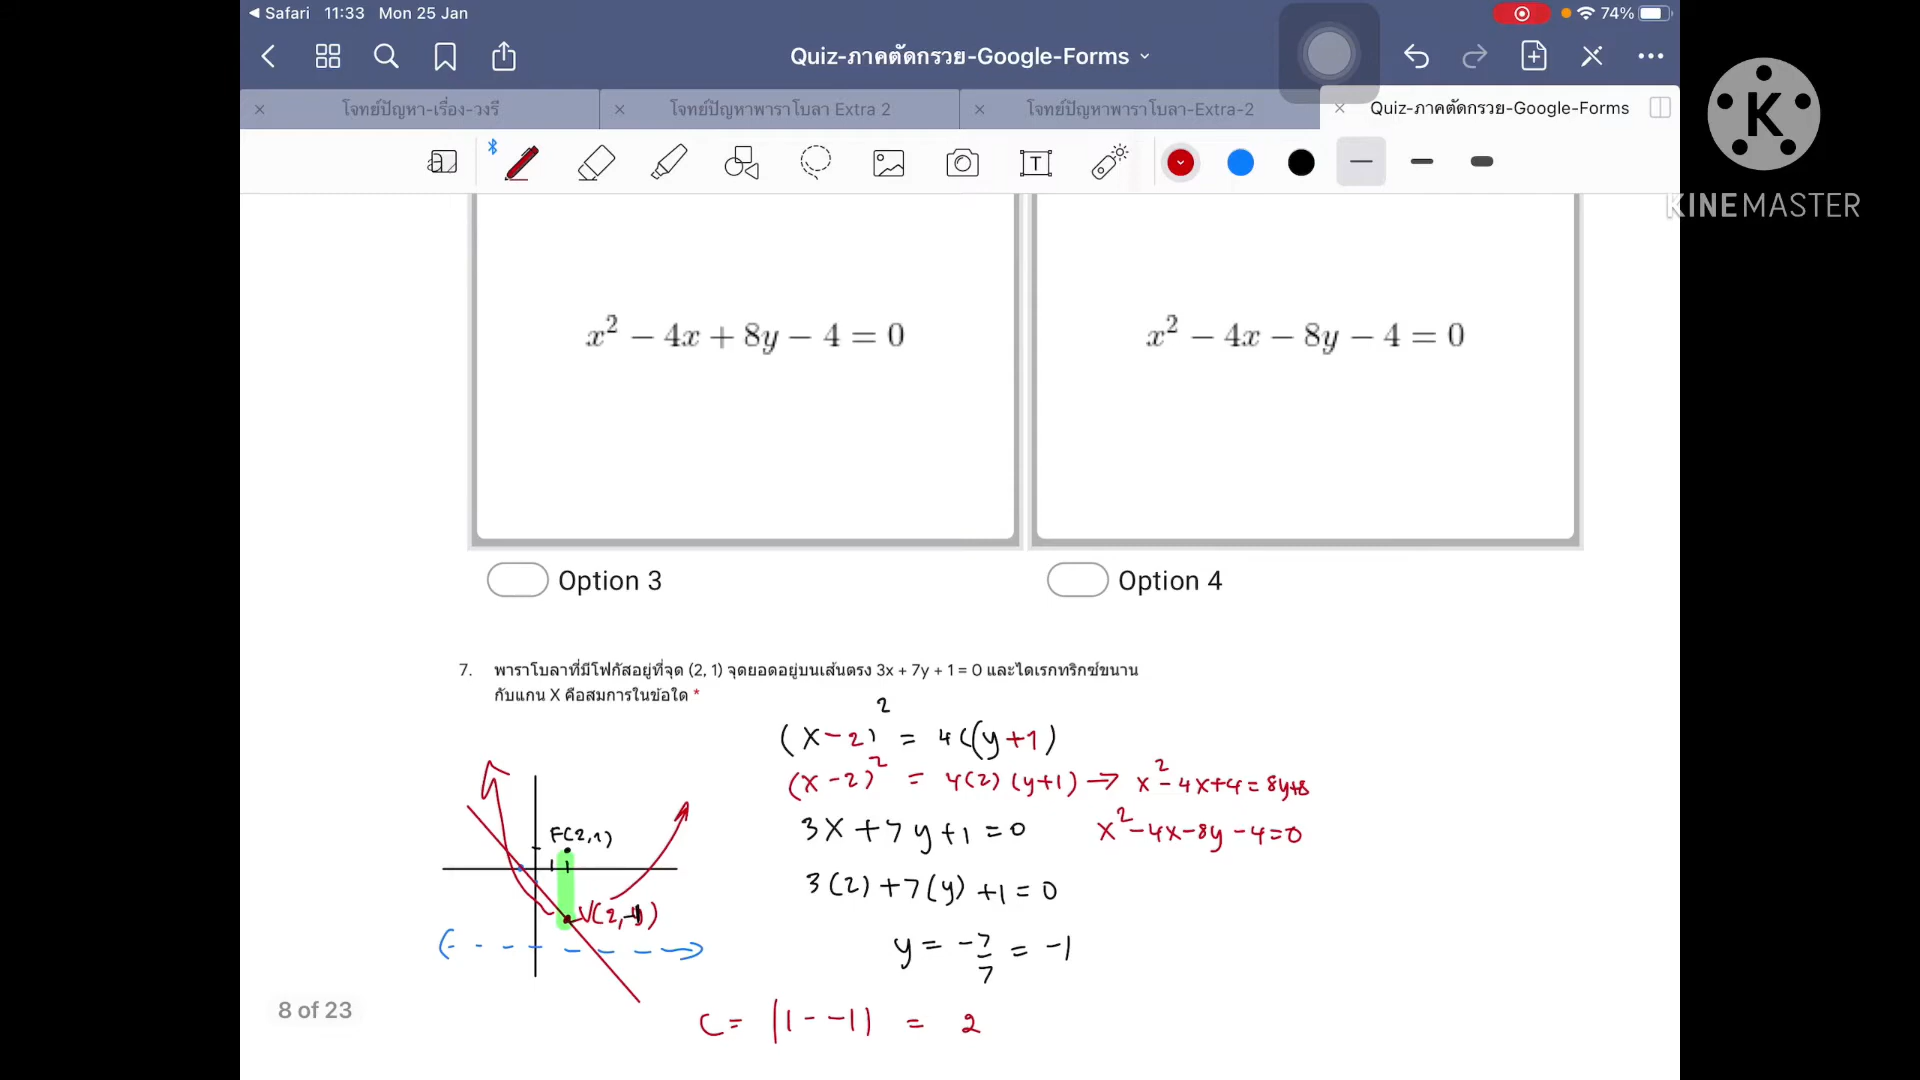 Safari 11:33 Mon 25 Jan
74%
Quiz-ภาคตัดกรวย-Google-Forms
โจทย์ปัญหา-เรื่อง-วงรี
โจทย์ปัญหาพาราโบลา Extra 2
โจทย์ปัญหาพาราโบลา-Extra-2
Quiz-ภาคตัดกรวย-Google-Forms
K
KINEMASTER
x² − 4x + 8y − 4 = 0
x² − 4x − 8y − 4 = 0
Option 3
Option 4
7. พาราโบลาที่มีโฟกัสอยู่ที่จุด (2, 1) จุดยอดอยู่บนเส้นตรง 3x + 7y + 1 = 0 และไดเรกทริกซ์ขนาน
กับแกน X คือสมการในข้อใด *
(x-2)² = 4c(y+1)
(x-2)² = 4(2)(y+1) → x²-4x+4=8y+8
3x+7y+1=0
x²-4x-8y-4=0
F(2,1)
3(2)+7(y)+1=0
V(2,-1)
y = -7/7 = -1
8 of 23
c = |1--1| = 2